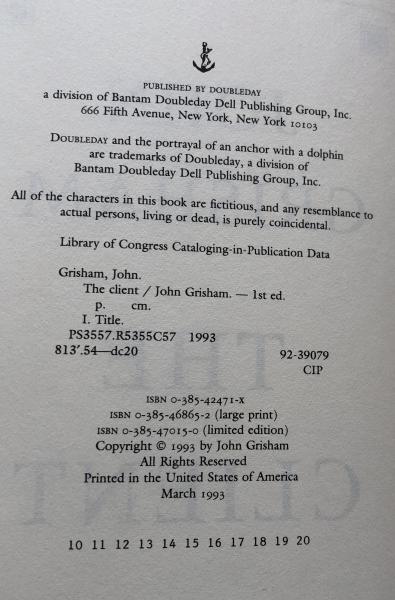 PUBLISHED BY DOUBLEDAY
a division of Bantam Doubleday Dell Publishing Group, Inc.
666 Fifth Avenue, New York, New York 10103
DOUBLEDAY and the portrayal of an anchor with a dolphin
are trademarks of Doubleday, a division of
Bantam Doubleday Dell Publishing Group, Inc.
All of the characters in this book are fictitious, and any resemblance to
actual persons, living or dead, is purely coincidental.
Library of Congress Cataloging-in-Publication Data
Grisham, John.
The client / John Grisham. — 1st ed.
p. cm.
I. Title.
PS3557.R5355C57 1993
813'.54—dc20 92-39079
CIP
ISBN 0-385-42471-X
ISBN 0-385-46865-2 (large print)
ISBN 0-385-47015-0 (limited edition)
Copyright © 1993 by John Grisham
All Rights Reserved
Printed in the United States of America
March 1993
10 11 12 13 14 15 16 17 18 19 20